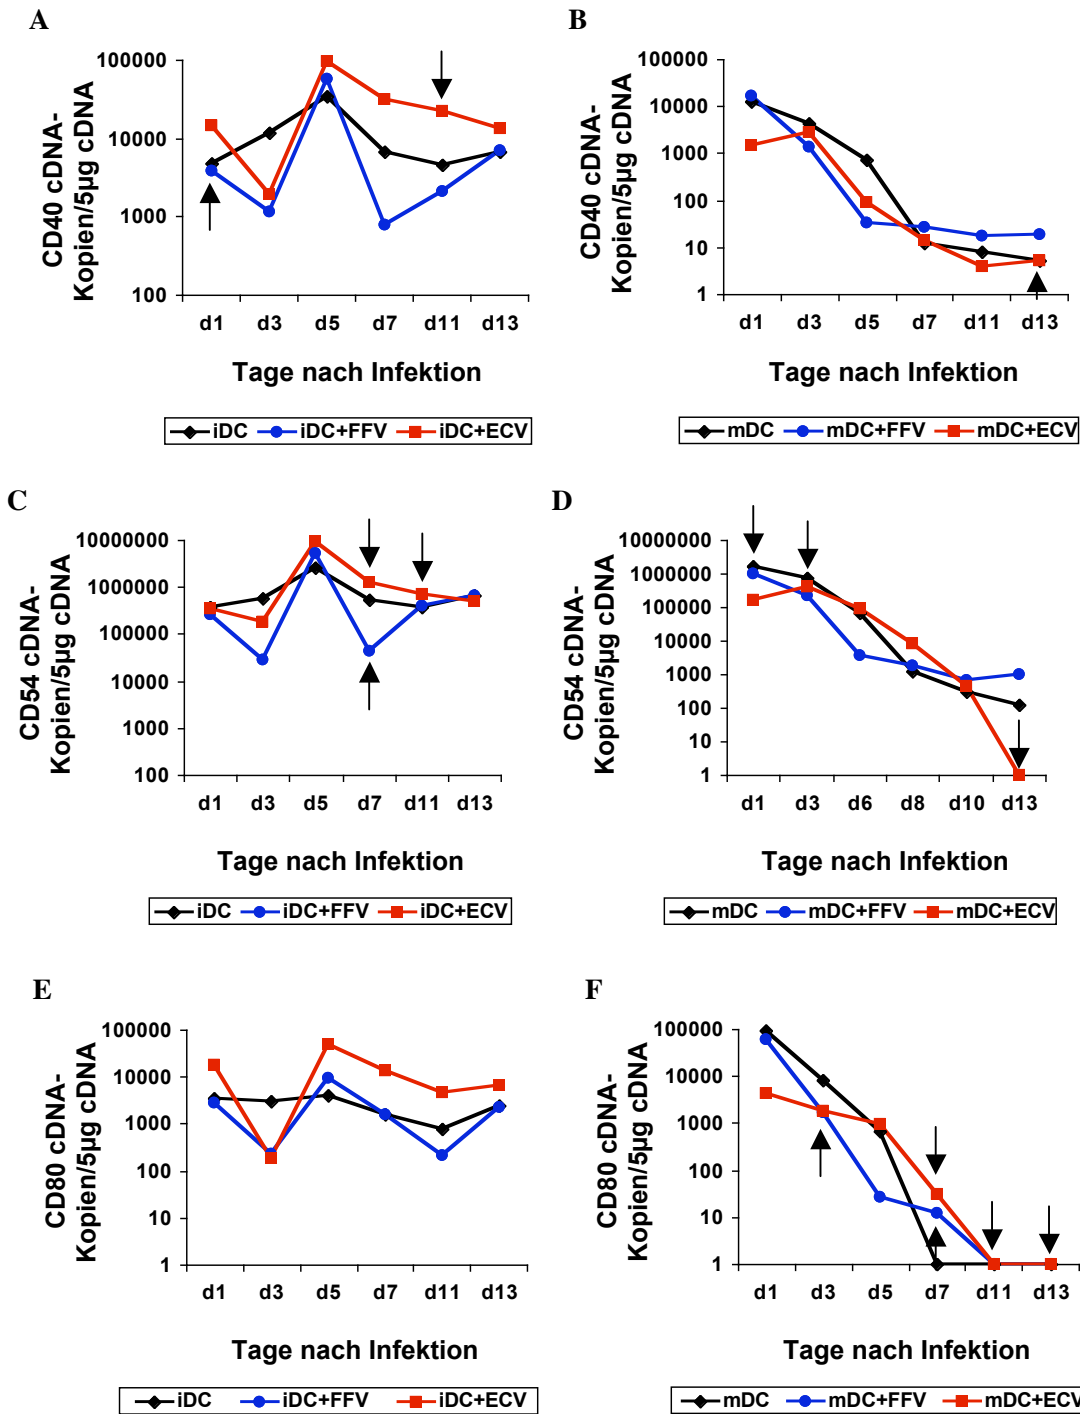 A
CD40 cDNA-
Kopien/5µg cDNA
100000
10000
1000
100
d1 d3 d5 d7 d11 d13
Tage nach Infektion
iDC iDC+FFV iDC+ECV
B
CD40 cDNA-
Kopien/5µg cDNA
100000
10000
1000
100
10
1
d1 d3 d5 d7 d11 d13
Tage nach Infektion
mDC mDC+FFV mDC+ECV
C
CD54 cDNA-
Kopien/5µg cDNA
10000000
1000000
100000
10000
1000
100
d1 d3 d5 d7 d11 d13
Tage nach Infektion
iDC iDC+FFV iDC+ECV
D
CD54 cDNA-
Kopien/5µg cDNA
10000000
1000000
100000
10000
1000
100
10
1
d1 d3 d6 d8 d10 d13
Tage nach Infektion
mDC mDC+FFV mDC+ECV
E
CD80 cDNA-
Kopien/5µg cDNA
100000
10000
1000
100
10
1
d1 d3 d5 d7 d11 d13
Tage nach Infektion
iDC iDC+FFV iDC+ECV
F
CD80 cDNA-
Kopien/5µg cDNA
100000
10000
1000
100
10
1
d1 d3 d5 d7 d11 d13
Tage nach Infektion
mDC mDC+FFV mDC+ECV